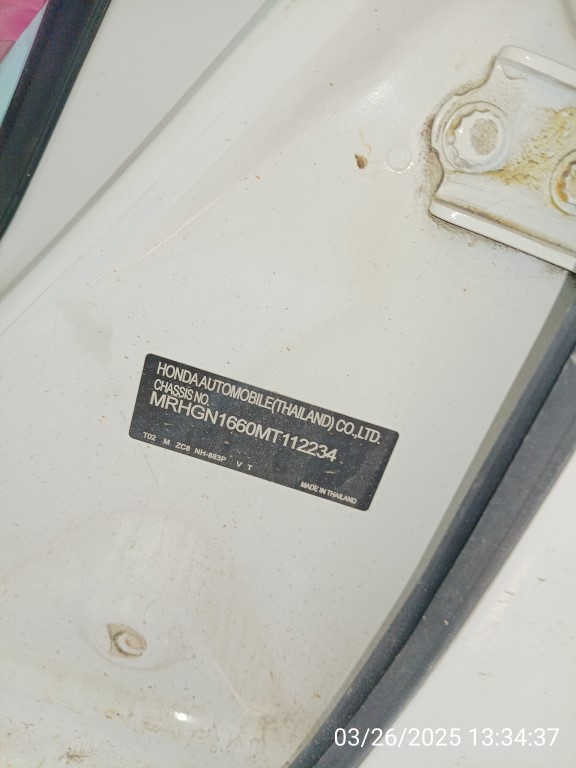 HONDA AUTOMOBILE(THAILAND) CO.,LTD.
CHASSIS NO.
MRHGN1660MT112234
T02 M ZC8 NH-883P V T
MADE IN THAILAND
03/26/2025 13:34:37